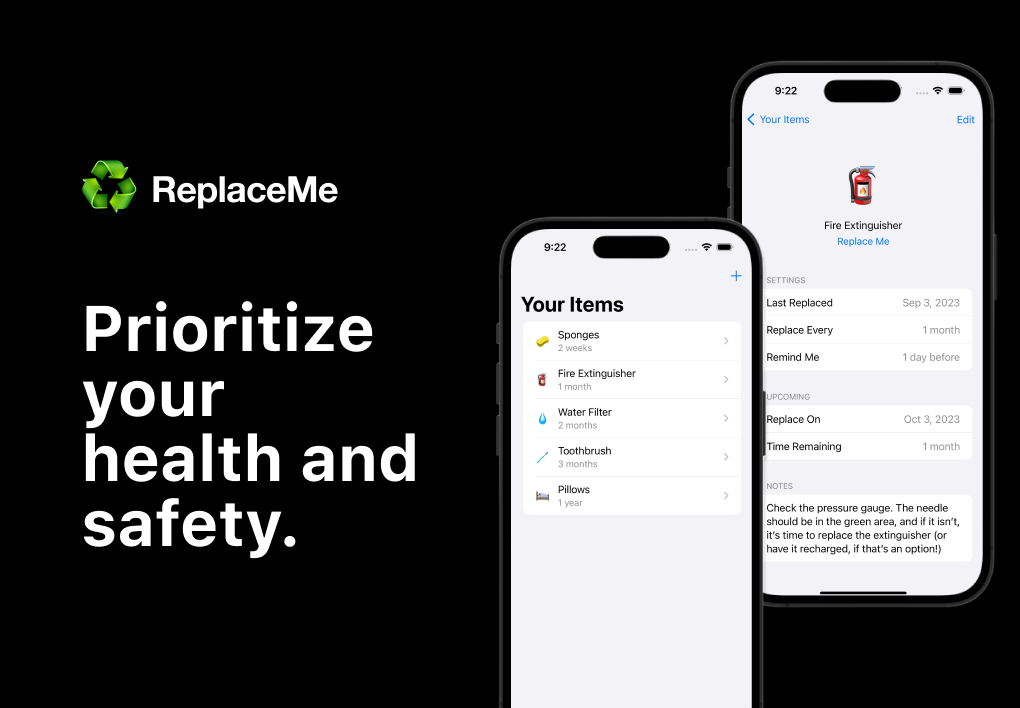 ReplaceMe
Prioritize
your
health and
safety.
9:22
Your Items
Sponges
2 weeks
Fire Extinguisher
1 month
Water Filter
2 months
Toothbrush
3 months
Pillows
1 year
9:22
Your Items Edit
Fire Extinguisher
Replace Me
SETTINGS
Last Replaced Sep 3, 2023
Replace Every 1 month
Remind Me 1 day before
UPCOMING
Replace On Oct 3, 2023
Time Remaining 1 month
NOTES
Check the pressure gauge. The needle
should be in the green area, and if it isn’t,
it’s time to replace the extinguisher (or
have it recharged, if that’s an option!)